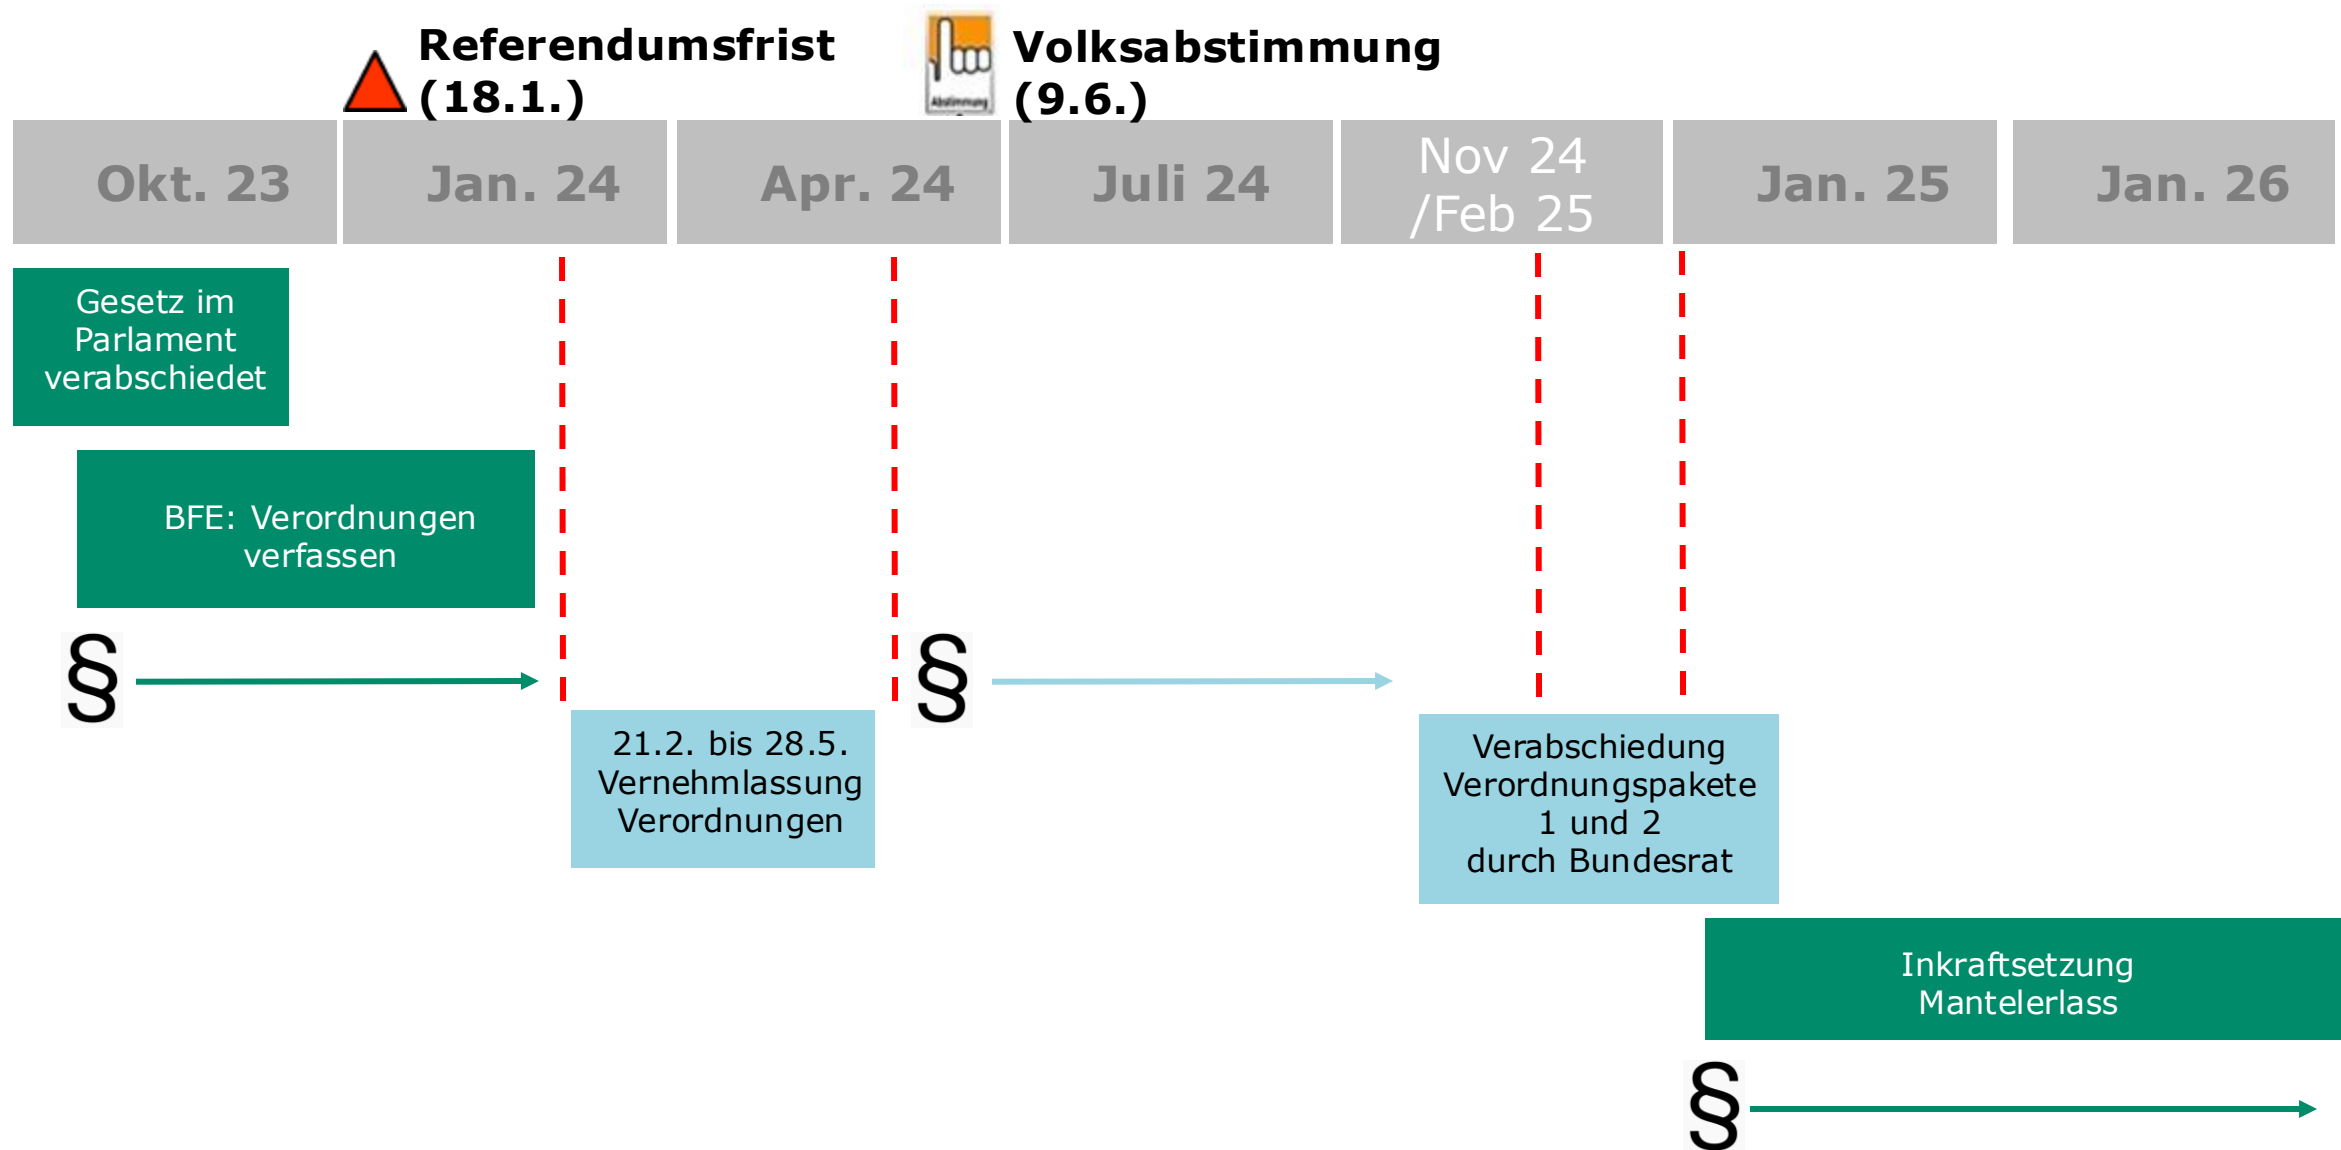 Referendumsfrist
(18.1.)
Abstimmung
Volksabstimmung
(9.6.)
Okt. 23
Jan. 24
Apr. 24
Juli 24
Nov 24
/Feb 25
Jan. 25
Jan. 26
Gesetz im
Parlament
verabschiedet
BFE: Verordnungen
verfassen
§
§
21.2. bis 28.5.
Vernehmlassung
Verordnungen
Verabschiedung
Verordnungspakete
1 und 2
durch Bundesrat
Inkraftsetzung
Mantelerlass
§